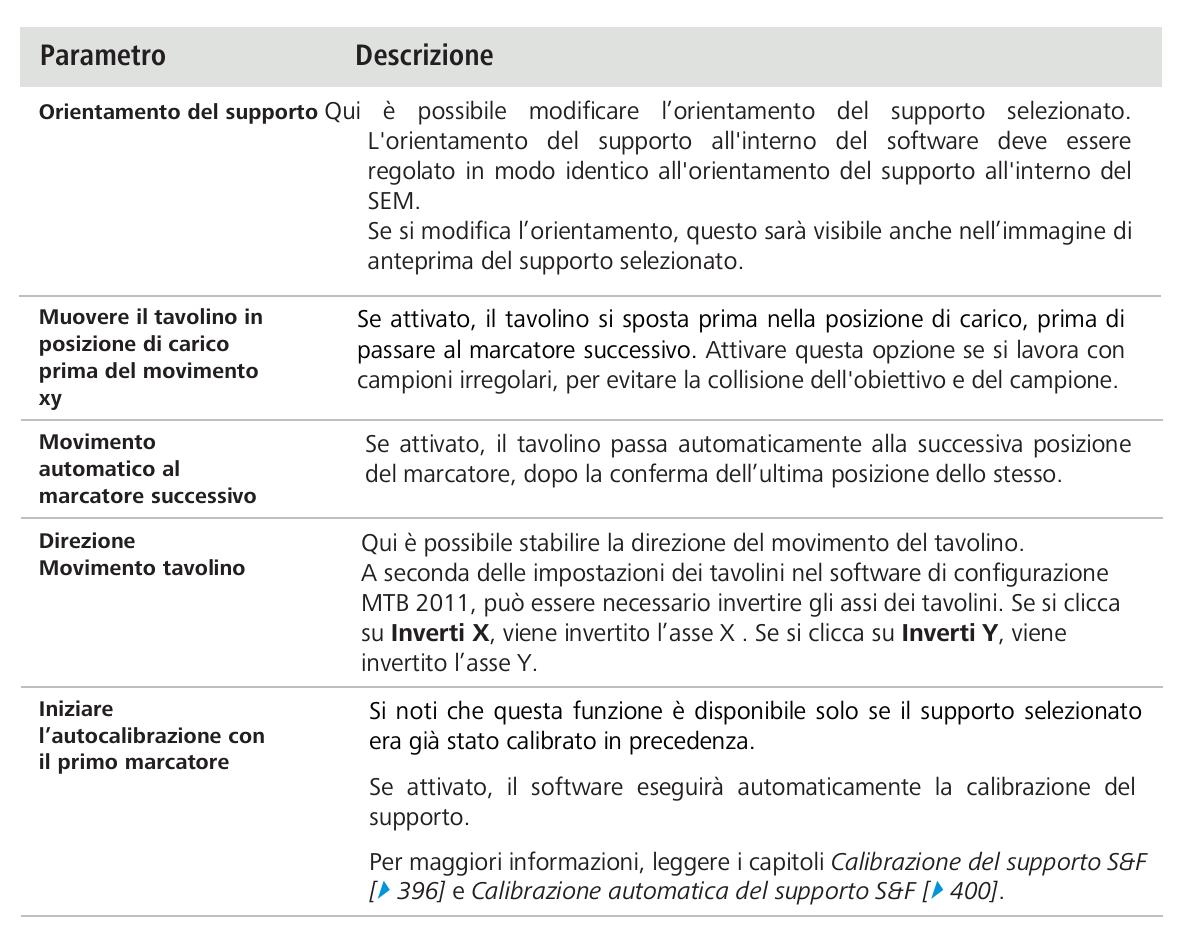 Parametro Descrizione
Orientamento del supporto Qui è possibile modificare l’orientamento del supporto selezionato.
L'orientamento del supporto all'interno del software deve essere
regolato in modo identico all'orientamento del supporto all'interno del
SEM.
Se si modifica l’orientamento, questo sarà visibile anche nell’immagine di
anteprima del supporto selezionato.
Muovere il tavolino in
posizione di carico
prima del movimento
xy
Se attivato, il tavolino si sposta prima nella posizione di carico, prima di
passare al marcatore successivo. Attivare questa opzione se si lavora con
campioni irregolari, per evitare la collisione dell'obiettivo e del campione.
Movimento
automatico al
marcatore successivo
Se attivato, il tavolino passa automaticamente alla successiva posizione
del marcatore, dopo la conferma dell’ultima posizione dello stesso.
Direzione
Movimento tavolino
Qui è possibile stabilire la direzione del movimento del tavolino.
A seconda delle impostazioni dei tavolini nel software di configurazione
MTB 2011, può essere necessario invertire gli assi dei tavolini. Se si clicca
su Inverti X, viene invertito l’asse X . Se si clicca su Inverti Y, viene
invertito l’asse Y.
Iniziare
l’autocalibrazione con
il primo marcatore
Si noti che questa funzione è disponibile solo se il supporto selezionato
era già stato calibrato in precedenza.
Se attivato, il software eseguirà automaticamente la calibrazione del
supporto.
Per maggiori informazioni, leggere i capitoli Calibrazione del supporto S&F
[ 396] e Calibrazione automatica del supporto S&F [ 400].